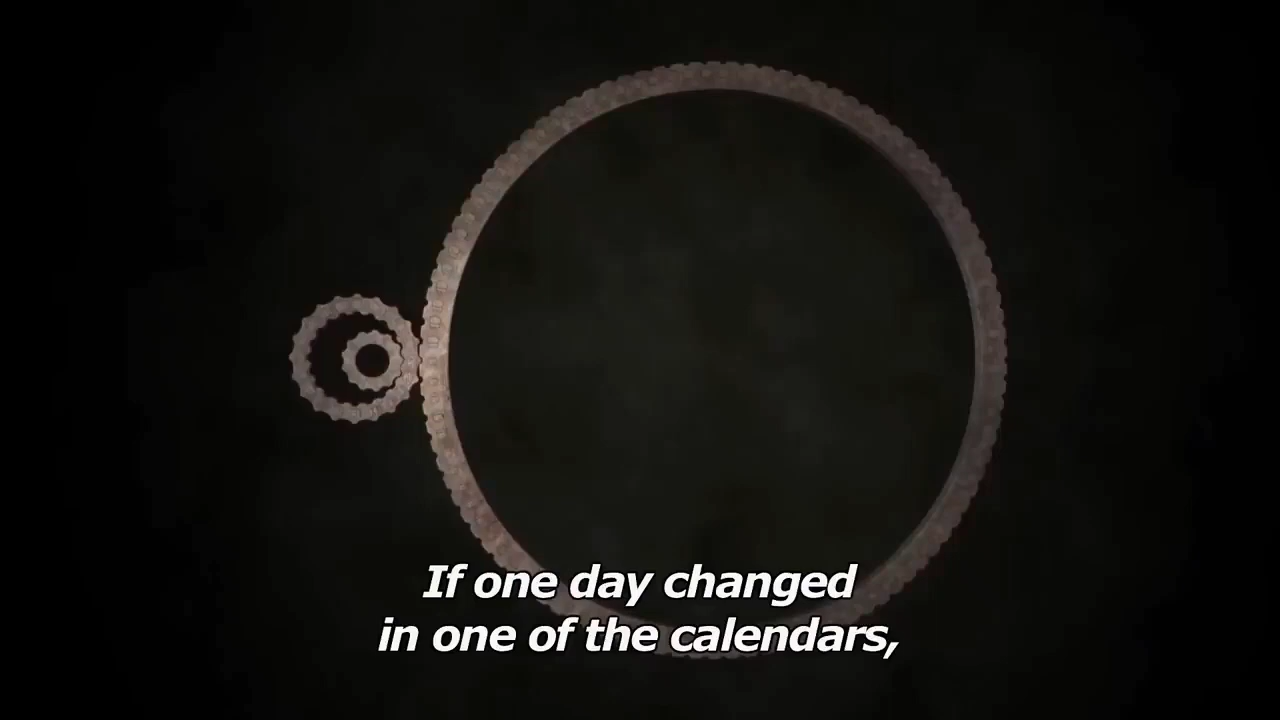 If one day changed
in one of the calendars,